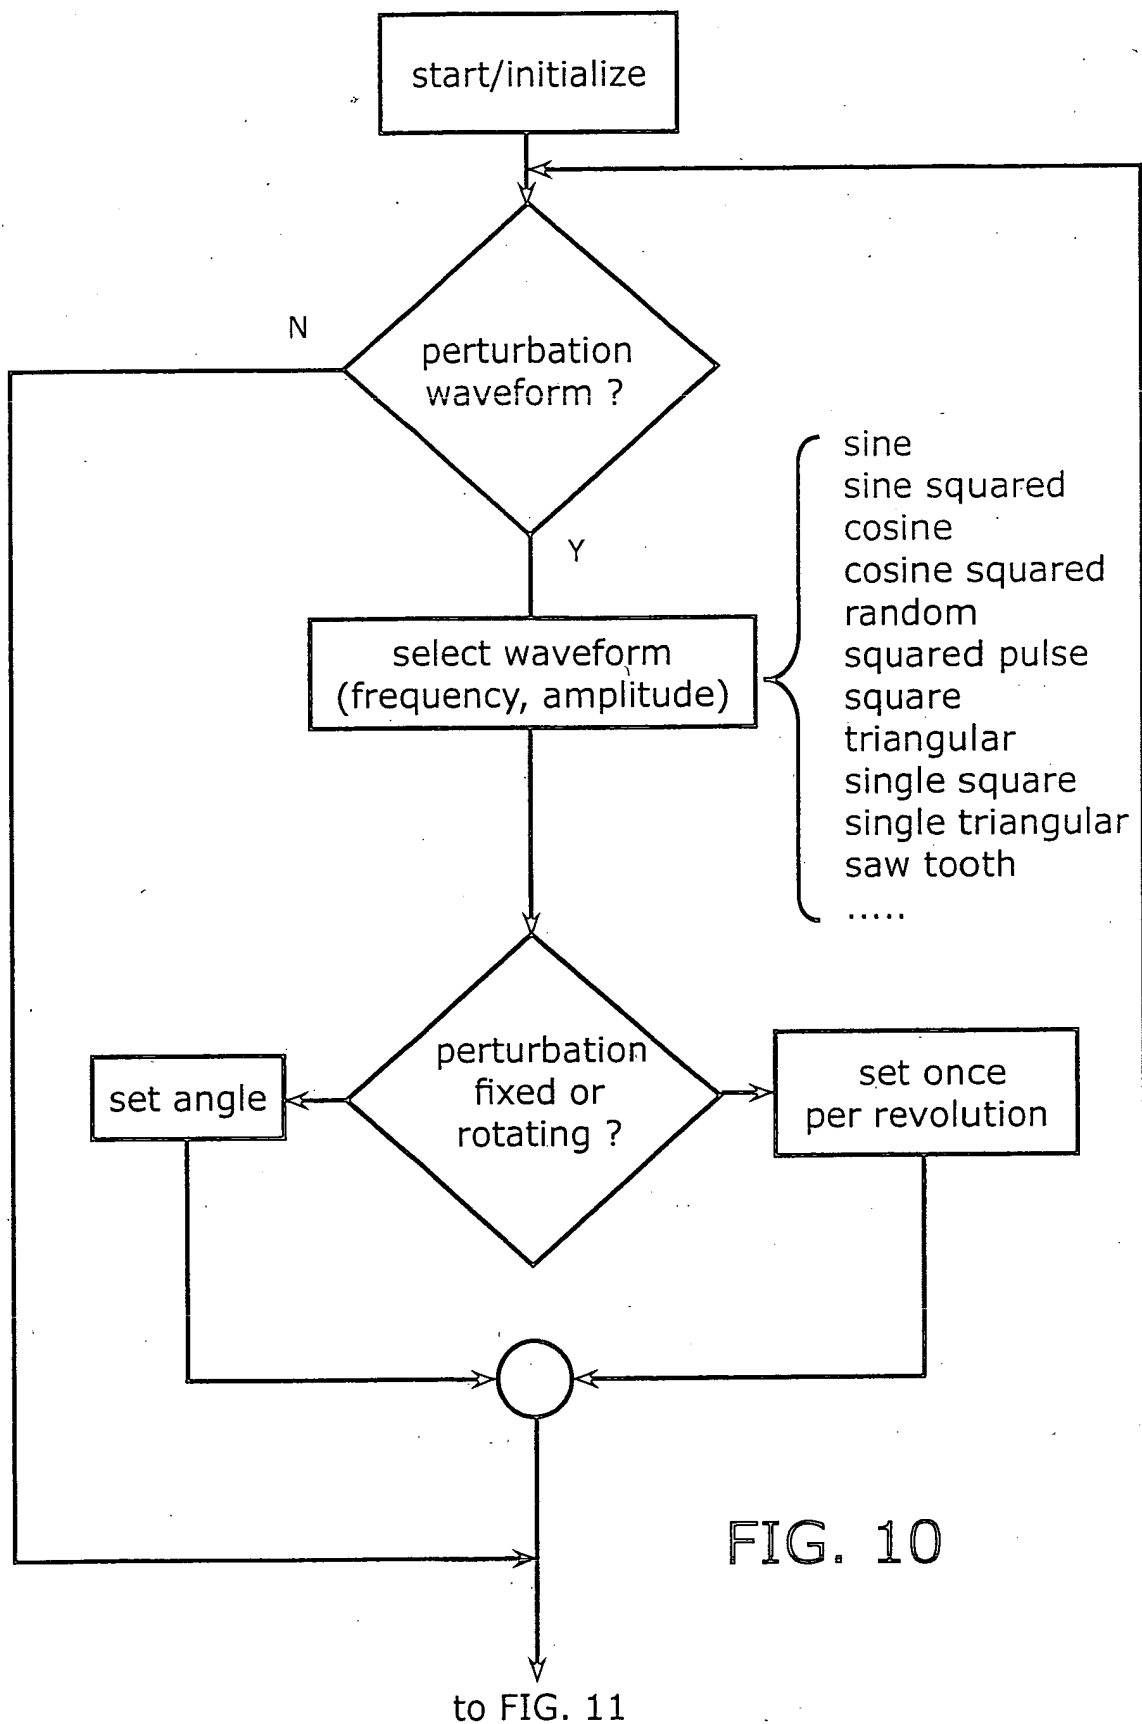 start/initialize
N
perturbation
waveform ?
Y
sine
sine squared
cosine
cosine squared
random
squared pulse
square
triangular
single square
single triangular
saw tooth
.....
select waveform
(frequency, amplitude)
perturbation
fixed or
rotating ?
set angle
set once
per revolution
FIG. 10
to FIG. 11